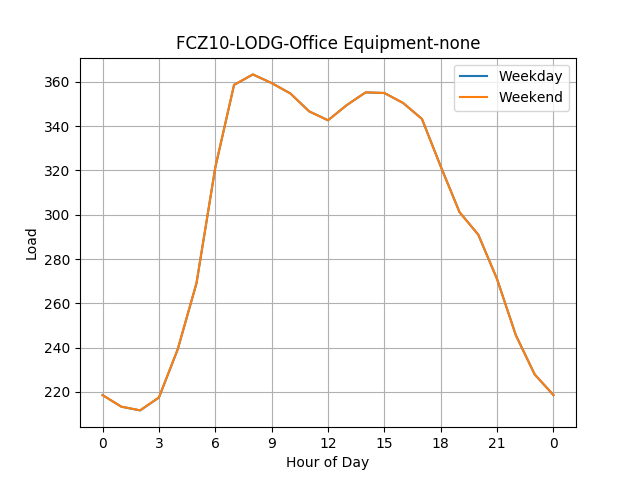 FCZ10-LODG-Office Equipment-none
Weekday
Weekend
360
340
320
300
280
260
240
220
Load
0 3 6 9 12 15 18 21 0
Hour of Day